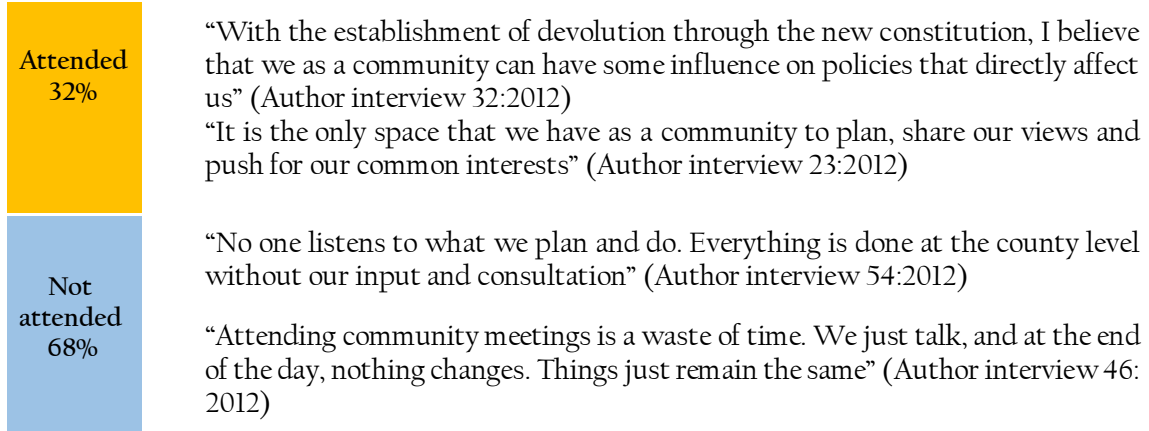 Attended
32%
“With the establishment of devolution through the new constitution, I believe
that we as a community can have some influence on policies that directly affect
us” (Author interview 32:2012)
“It is the only space that we have as a community to plan, share our views and
push for our common interests” (Author interview 23:2012)
Not
attended
68%
“No one listens to what we plan and do. Everything is done at the county level
without our input and consultation” (Author interview 54:2012)
“Attending community meetings is a waste of time. We just talk, and at the end
of the day, nothing changes. Things just remain the same” (Author interview 46:
2012)